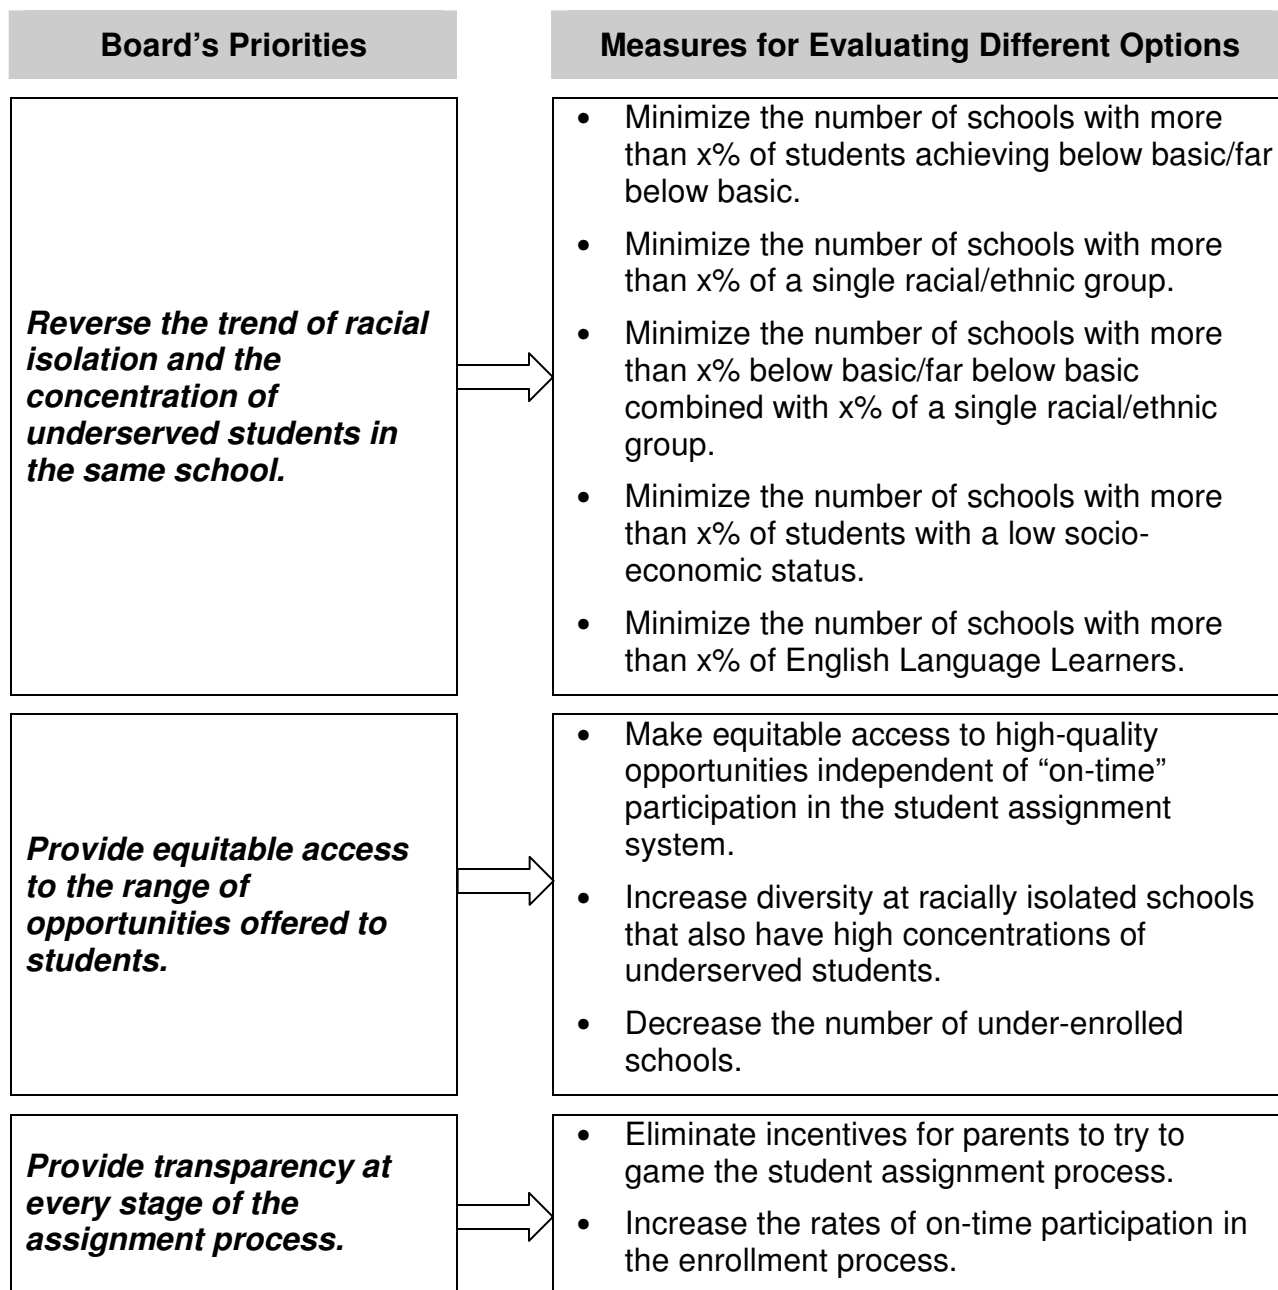 Board's Priorities
Measures for Evaluating Different Options
Reverse the trend of racial
isolation and the
concentration of
underserved students in
the same school.
• Minimize the number of schools with more
than x% of students achieving below basic/far
below basic.
• Minimize the number of schools with more
than x% of a single racial/ethnic group.
• Minimize the number of schools with more
than x% below basic/far below basic
combined with x% of a single racial/ethnic
group.
• Minimize the number of schools with more
than x% of students with a low socio-
economic status.
• Minimize the number of schools with more
than x% of English Language Learners.
Provide equitable access
to the range of
opportunities offered to
students.
• Make equitable access to high-quality
opportunities independent of “on-time”
participation in the student assignment
system.
• Increase diversity at racially isolated schools
that also have high concentrations of
underserved students.
• Decrease the number of under-enrolled
schools.
Provide transparency at
every stage of the
assignment process.
• Eliminate incentives for parents to try to
game the student assignment process.
• Increase the rates of on-time participation in
the enrollment process.